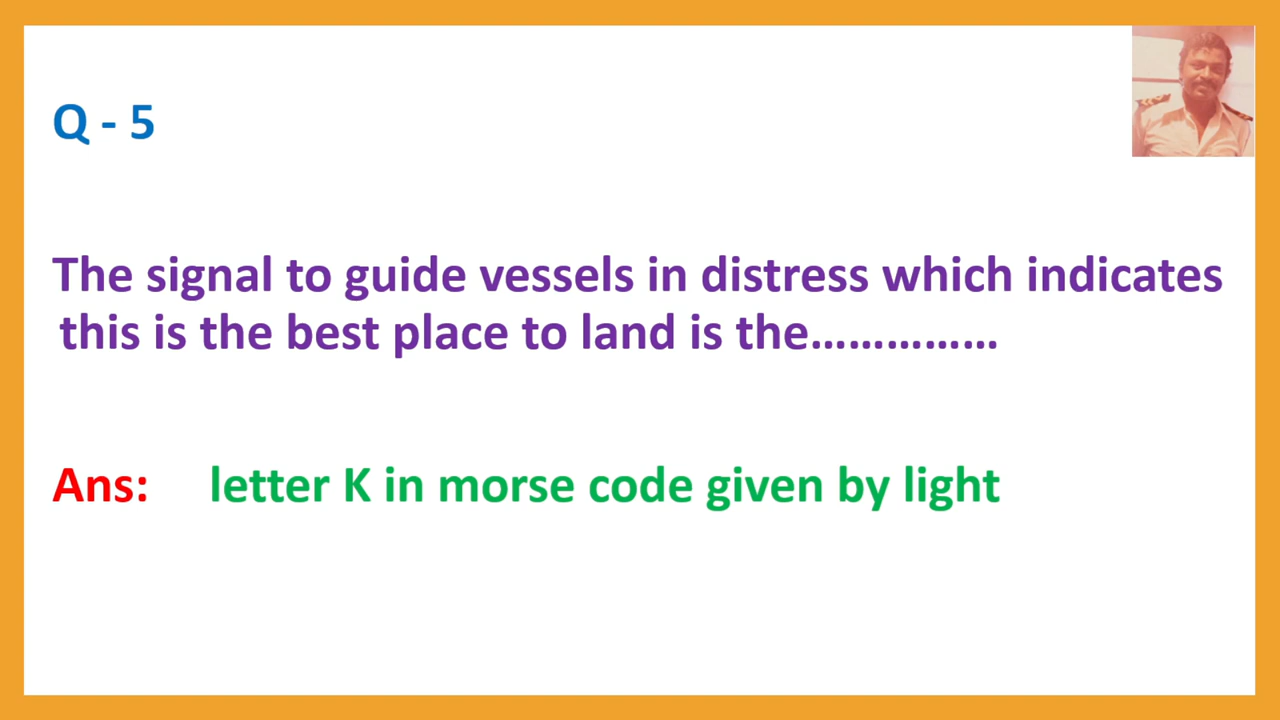 Q - 5
The signal to guide vessels in distress which indicates
this is the best place to land is the……………
Ans: letter K in morse code given by light